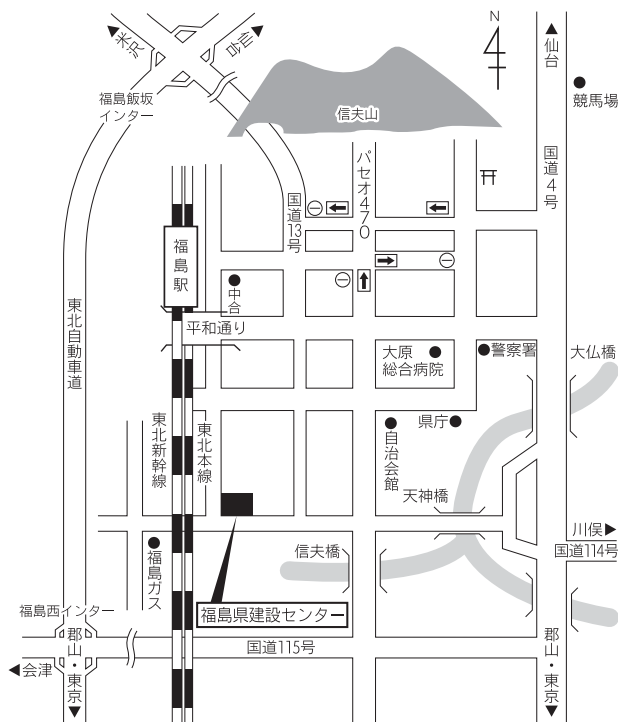 N
米沢
仙台
仙台
競馬場
福島飯坂
インター
信夫山
パセオ470
国道4号
国道13号
福島駅
中合
平和通り
東北自動車道
大原
総合病院
警察署
大仏橋
県庁
自治会館
東北新幹線
東北本線
天神橋
川俣
国道114号
信夫橋
福島ガス
福島県建設センター
福島西インター
国道115号
会津
郡山・東京
郡山・東京